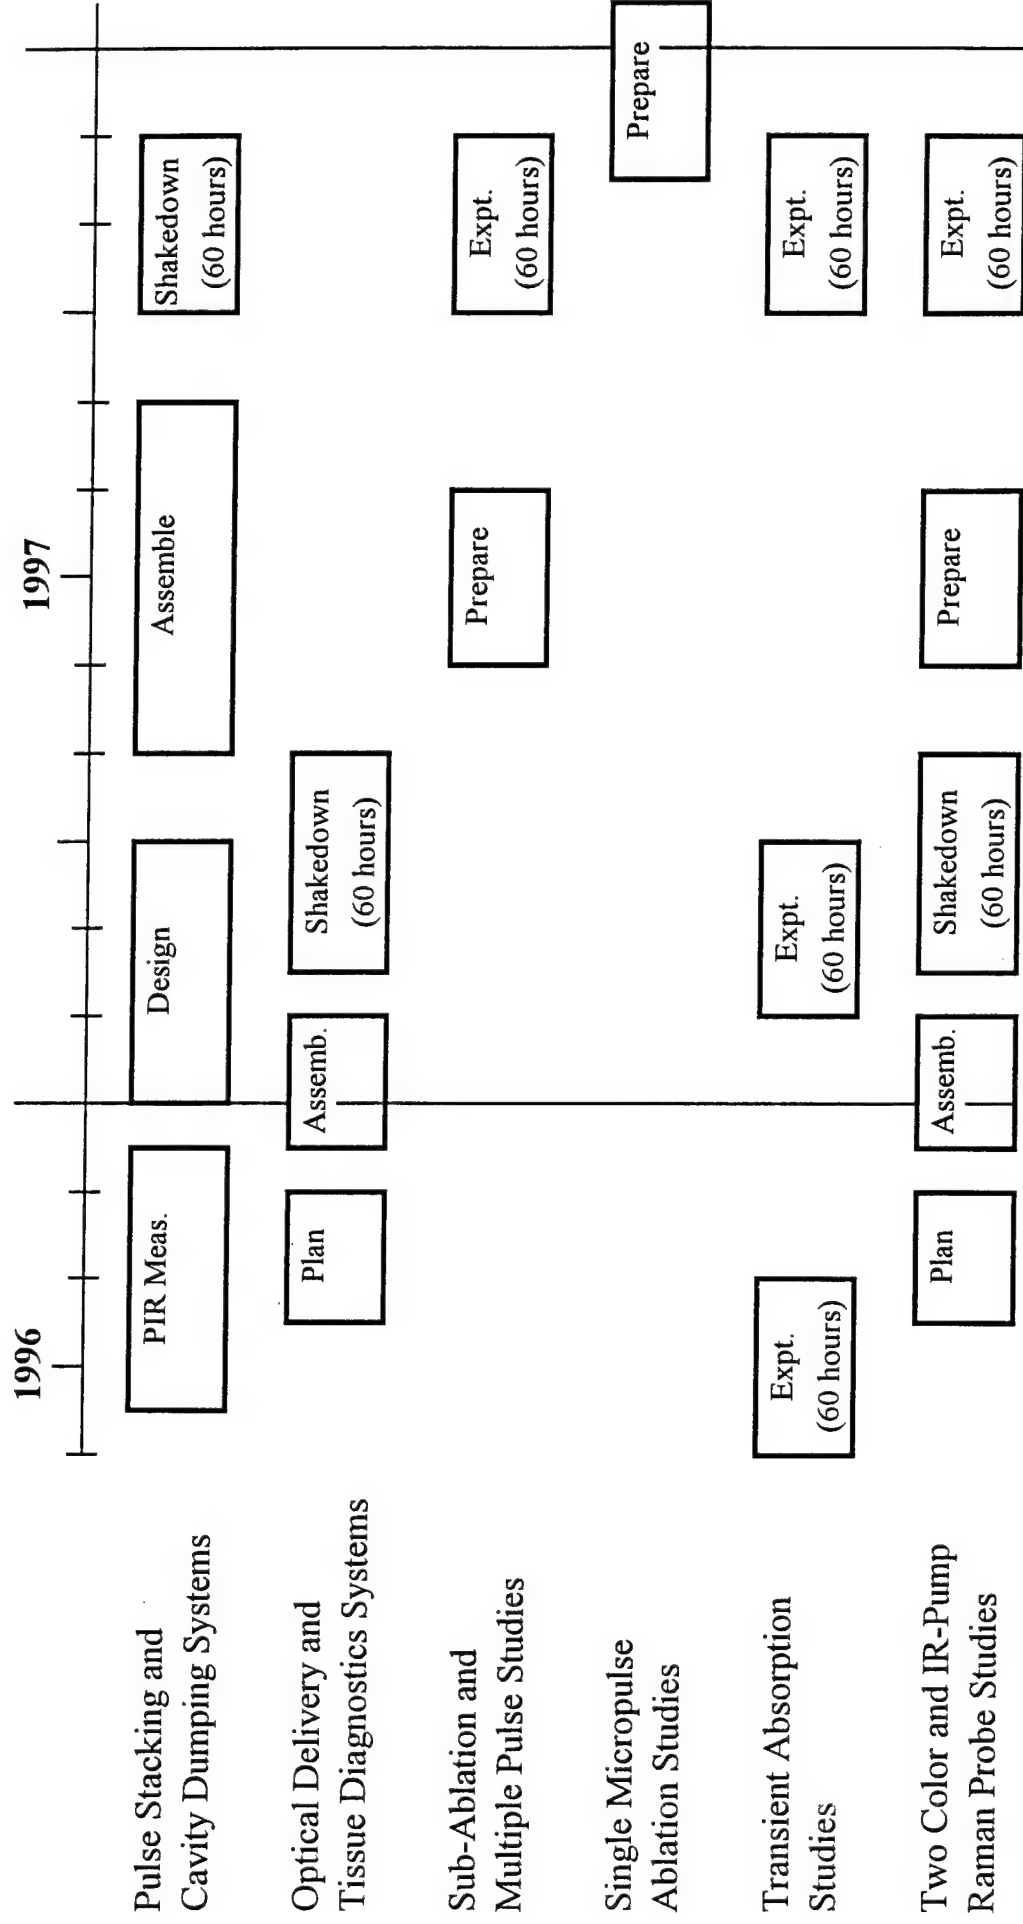 1996
1997
Pulse Stacking and
Cavity Dumping Systems
PIR Meas.
Design
Assemble
Shakedown
(60 hours)
Optical Delivery and
Tissue Diagnostics Systems
Plan
Assemb.
Shakedown
(60 hours)
Sub-Ablation and
Multiple Pulse Studies
Prepare
Expt.
(60 hours)
Single Micropulse
Ablation Studies
Prepare
Transient Absorption
Studies
Expt.
(60 hours)
Expt.
(60 hours)
Expt.
(60 hours)
Two Color and IR-Pump
Raman Probe Studies
Plan
Assemb.
Shakedown
(60 hours)
Prepare
Expt.
(60 hours)